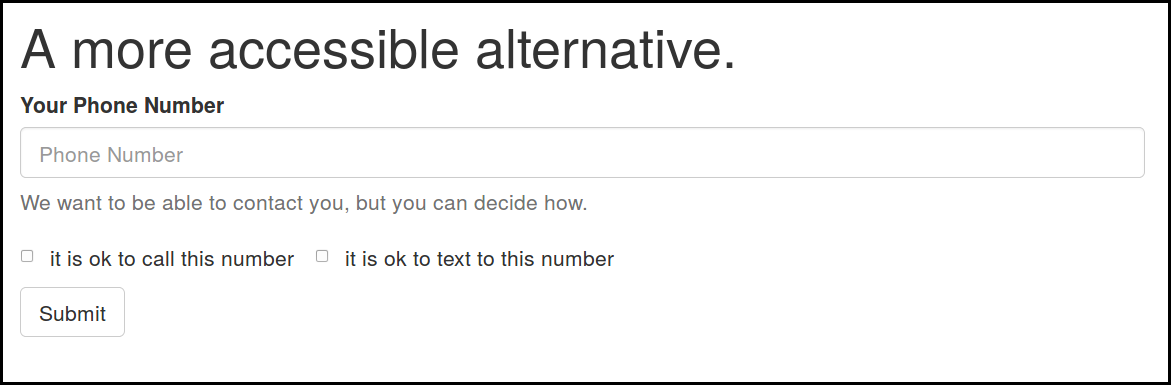 A more accessible alternative.
Your Phone Number
Phone Number
We want to be able to contact you, but you can decide how.
it is ok to call this number it is ok to text to this number
Submit